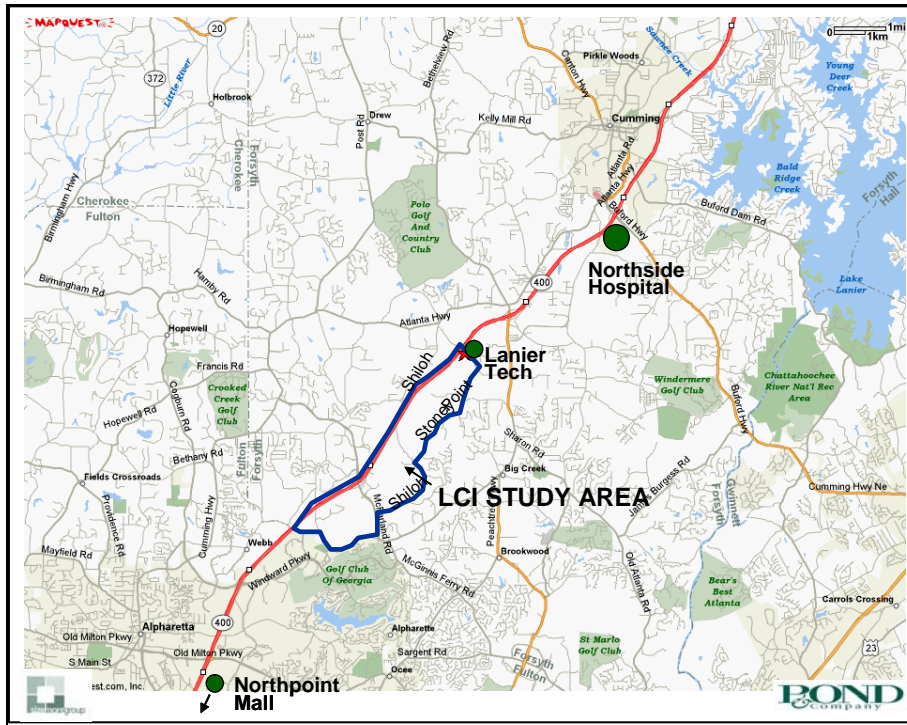 MAPQUEST
20
1mi
0
1km
Sawnee Creek
Pirkle Woods
Canton Hwy
Bethelview Rd
Young
Deer
Creek
372
Little River
Holbrook
Drew
Post Rd
Kelly Mill Rd
Cumming
Atlanta Rd
Atlanta Hwy
Forsyth
Cherokee
Bald
Ridge
Creek
Forsyth
Hall
Birmingham Hwy
Cherokee
Fulton
Polo
Golf
And
Country
Club
Buford Hwy
Buford Dam Rd
400
Northside
Hospital
Lake
Lanier
Birmingham Rd
Hamby Rd
Atlanta Hwy
Hopewell
Francis Rd
Shiloh
Lanier
Tech
Crooked
Creek
Golf
Club
Cogburn Rd
Hopewell Rd
Stone Point
Windermere
Golf Club
Chattahoochee
River Nat'l Rec
Area
Buford Hwy
Bethany Rd
Fulton
Forsyth
Sharon Rd
Big Creek
Fields Crossroads
Shiloh
LCI STUDY AREA
James Burgess Rd
Cumming Hwy Ne
Providence Rd
Cumming Hwy
McFarland Rd
Peachtree Pkwy
Gwinnett
Forsyth
Mayfield Rd
Webb
Windward Pkwy
Golf Club
Of Georgia
McGinnis Ferry Rd
Brookwood
Old Atlanta Rd
Bear's
Best
Atlanta
Carrols Crossing
400
Alpharetta
Old Milton Pkwy
Old Milton Pkwy
Alpharette
St Marlo
Golf Club
23
S Main St
Sargent Rd
Forsyth
Fulton
Ocee
est.com, Inc.
Northpoint
Mall
POND
& Company